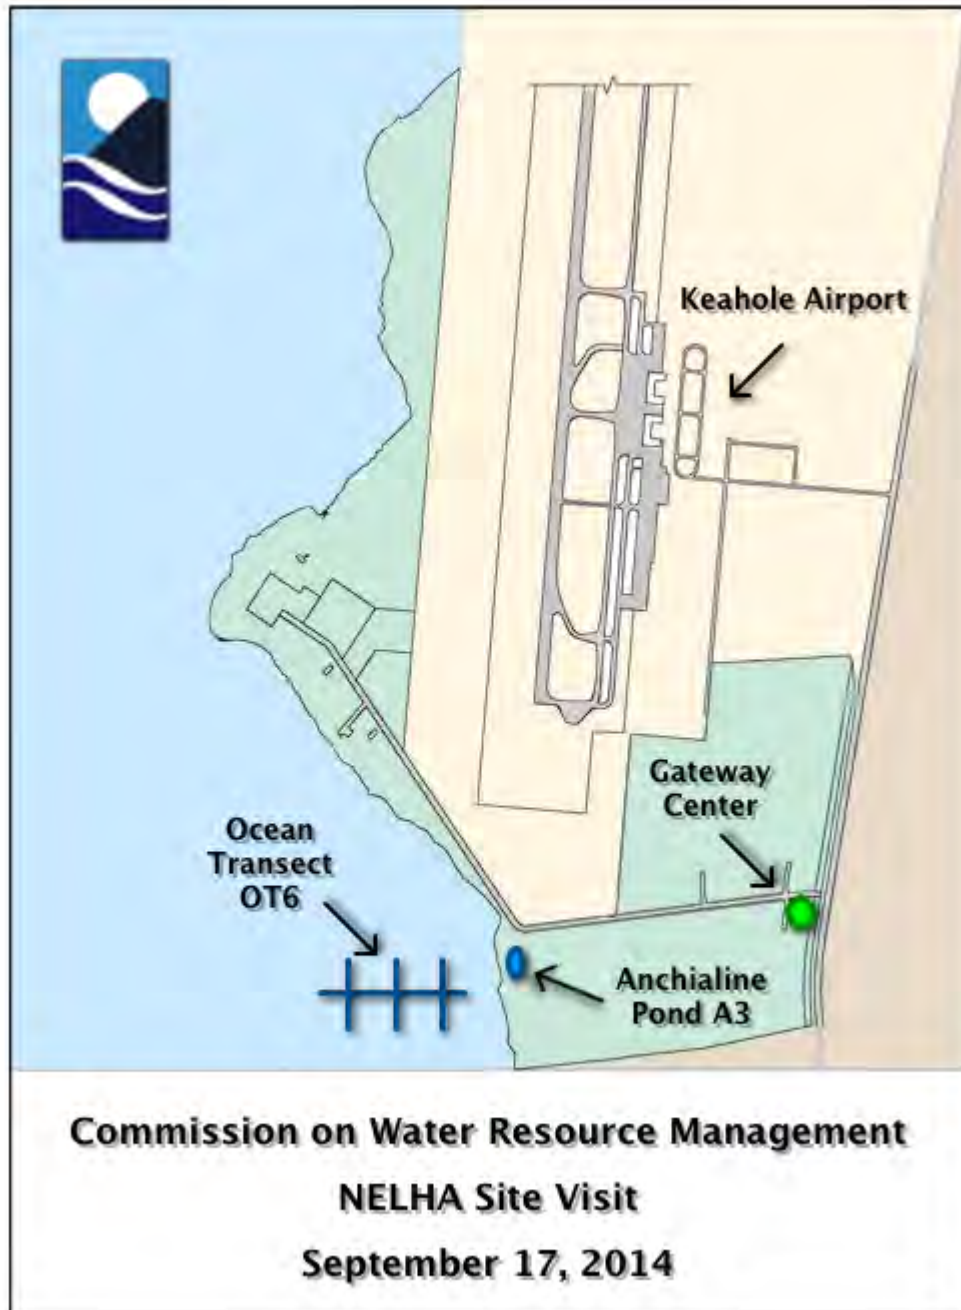 Keahole Airport
Gateway
Center
Ocean
Transect
OT6
Anchialine
Pond A3
Commission on Water Resource Management
NELHA Site Visit
September 17, 2014